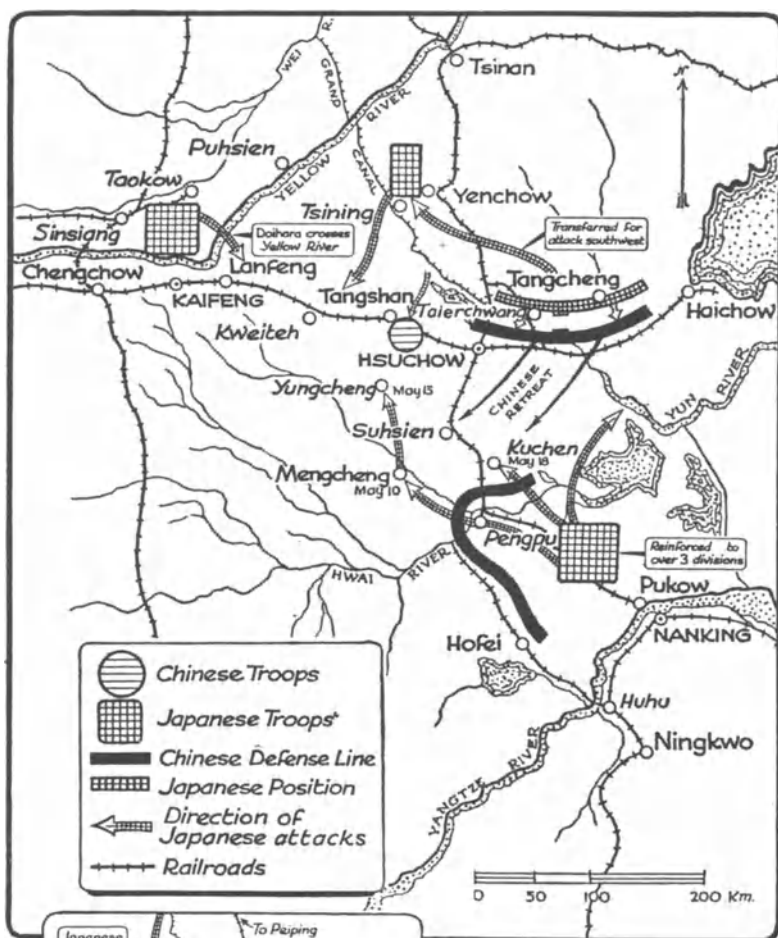 WEI R.
GRAND
CANAL
Tsinan
Puhsien
YELLOW RIVER
Taokow
Yenchow
Tsining
Sinsiang
Doihara crosses
Yellow River
Transferred for
attack southwest
Lanfeng
Chengchow
Tangcheng
KAIFENG
Tangshan
Taierchwang
Haichow
Kweiteh
HSUCHOW
CHINESE
RETREAT
YUN RIVER
Yungcheng May 13
Suhsien
Kuchen
May 18
Mengcheng
May 10
Pengpu
Reinforced to
over 3 divisions
HWAI RIVER
Pukow
NANKING
Hofei
Huhu
Ningkwo
YANGTZE RIVER
Chinese Troops
Japanese Troops
Chinese Defense Line
Japanese Position
Direction of
Japanese attacks
Railroads
0 50 100 200 Km.
Japanese
To Peiping